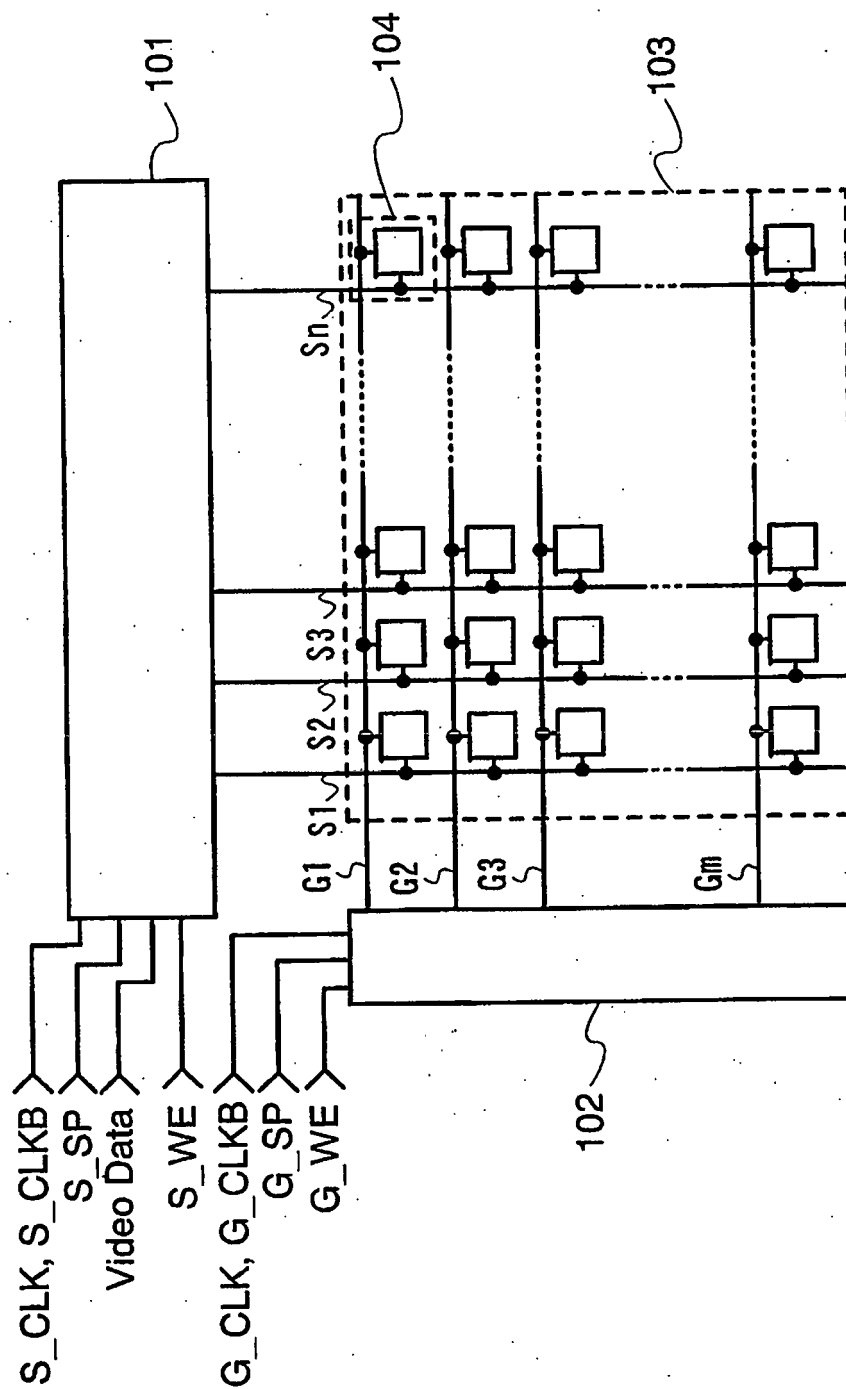 101
S_CLK, S_CLKB
S_SP
Video Data
S_WE
G_CLK, G_CLKB
G_SP
G_WE
S1
S2
S3
Sn
104
G1
G2
G3
Gm
103
102